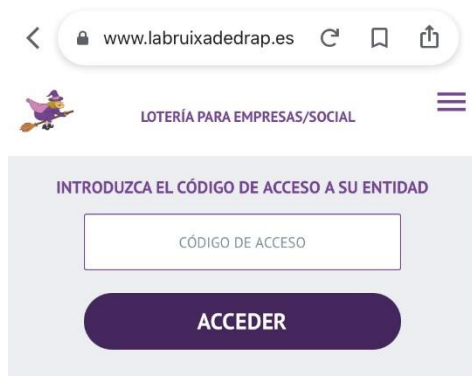 www.labruixadedrap.es
LOTERÍA PARA EMPRESAS/SOCIAL
INTRODUZCA EL CÓDIGO DE ACCESO A SU ENTIDAD
CÓDIGO DE ACCESO
ACCEDER